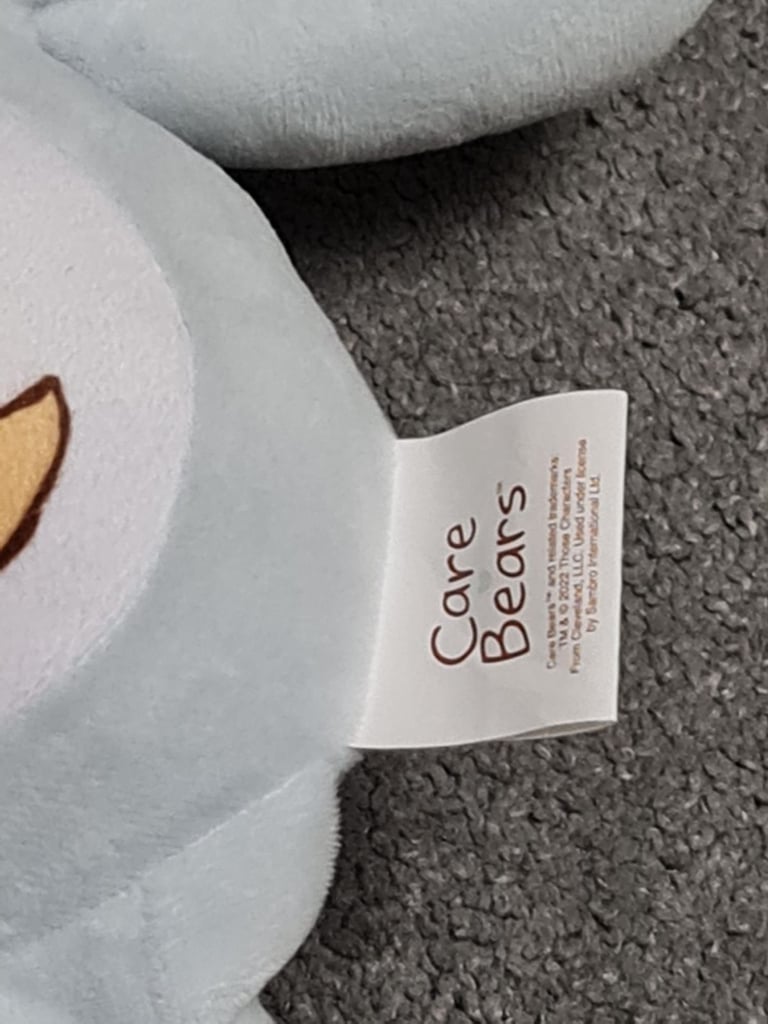 Care
Bears™
Care Bears™ and related trademarks
TM & © 2022 Those Characters
From Cleveland, LLC. Used under license
by Sambro International Ltd.